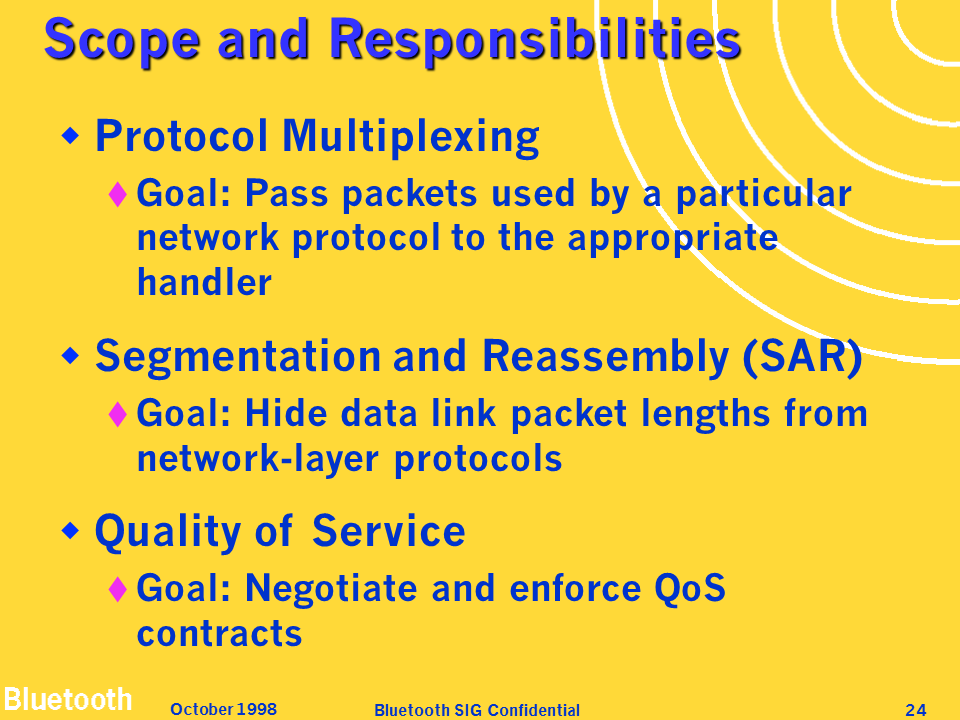 Scope and Responsibilities
Protocol Multiplexing
Goal: Pass packets used by a particular
network protocol to the appropriate
handler
Segmentation and Reassembly (SAR)
Goal: Hide data link packet lengths from
network-layer protocols
Quality of Service
Goal: Negotiate and enforce QoS
contracts
Bluetooth
October 1998
Bluetooth SIG Confidential
24